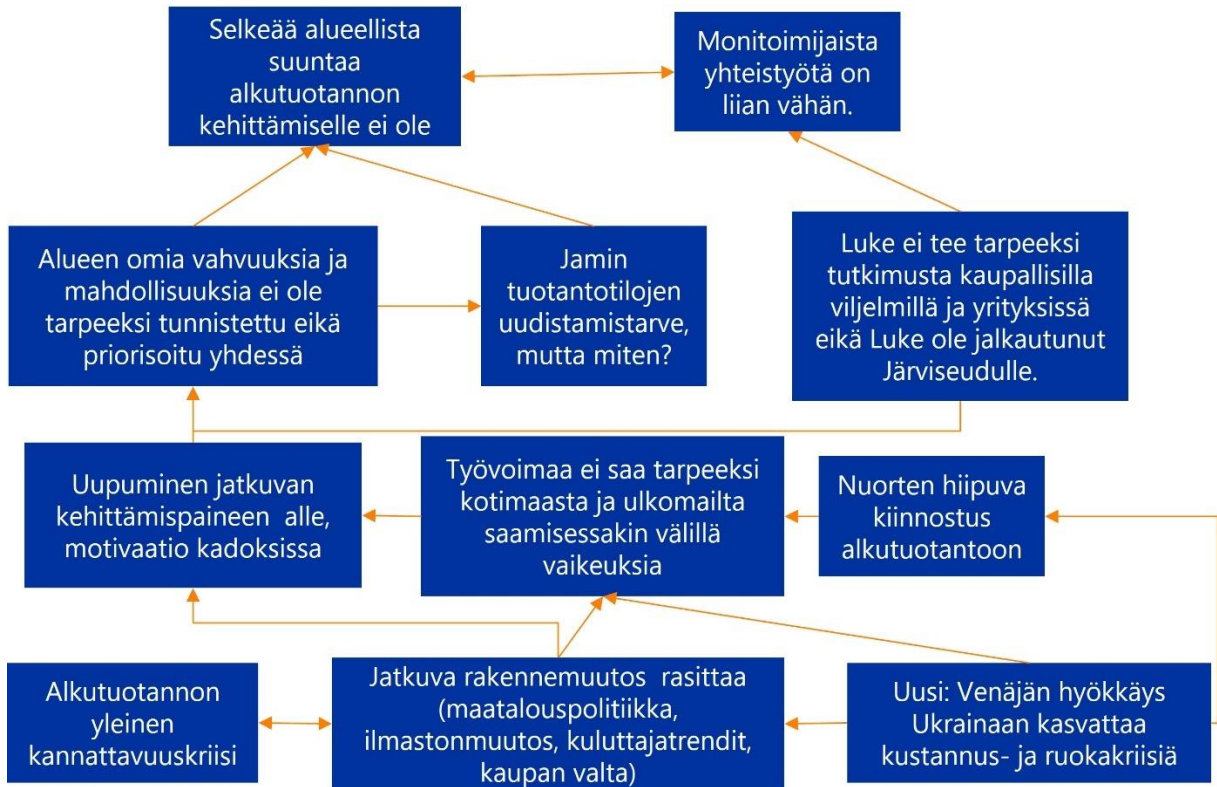 Selkeää alueellista
suuntaa
alkutuotannon
kehittämiselle ei ole
Monitoimijaista
yhteistyötä on
liian vähän.
Alueen omia vahvuuksia ja
mahdollisuuksia ei ole
tarpeeksi tunnistettu eikä
priorisoitu yhdessä
Jamin
tuotantotilojen
uudistamistarve,
mutta miten?
Luke ei tee tarpeeksi
tutkimusta kaupallisilla
viljelmillä ja yrityksissä
eikä Luke ole jalkautunut
Järviseudulle.
Uupuminen jatkuvan
kehittämispaineen alle,
motivaatio kadoksissa
Työvoimaa ei saa tarpeeksi
kotimaasta ja ulkomailta
saamisessakin välillä
vaikeuksia
Nuorten hiipuva
kiinnostus
alkutuotantoon
Alkutuotannon
yleinen
kannattavuuskriisi
Jatkuva rakennemuutos rasittaa
(maatalouspolitiikka,
ilmastonmuutos, kuluttajatrendit,
kaupan valta)
Uusi: Venäjän hyökkäys
Ukrainaan kasvattaa
kustannus- ja ruokakriisiä